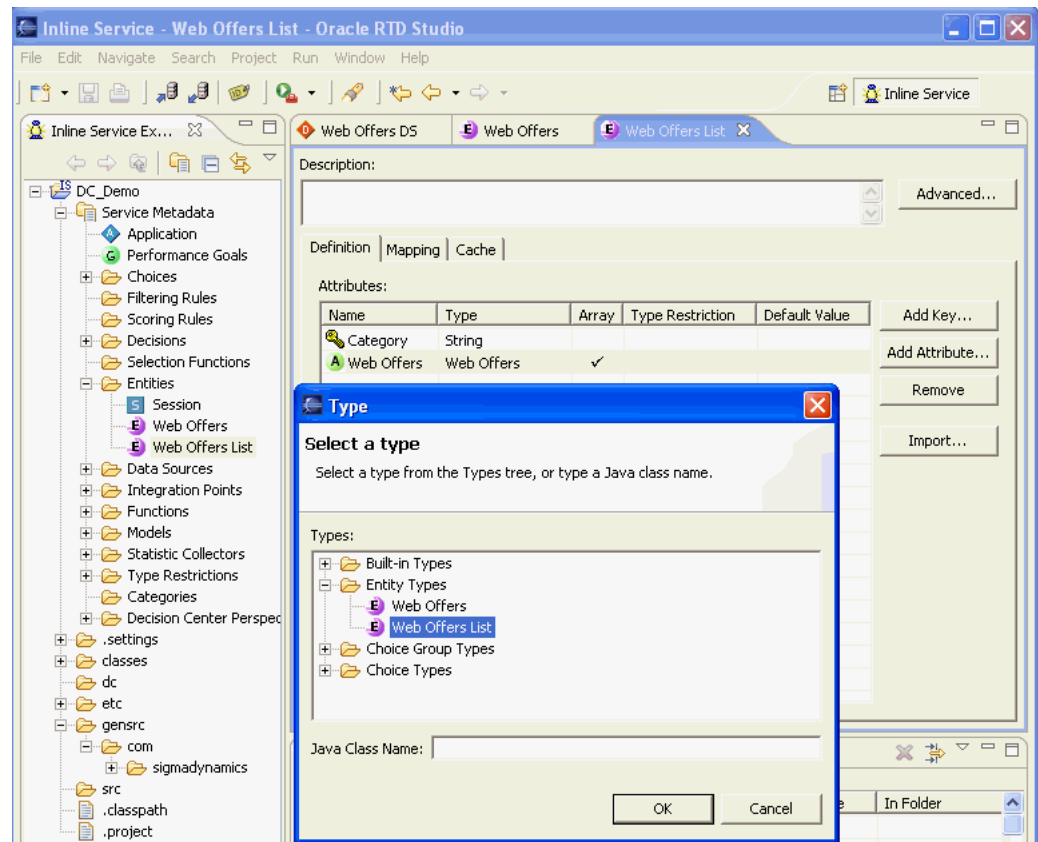 Inline Service - Web Offers List - Oracle RTD Studio
File Edit Navigate Search Project Run Window Help
Inline Service
Inline Service Ex...
Web Offers DS
Web Offers
Web Offers List
Description:
Advanced...
Definition
Mapping
Cache
Attributes:
Name Type Array Type Restriction Default Value
Category String
A Web Offers Web Offers
Add Key...
Add Attribute...
Remove
Import...
IS DC_Demo
Service Metadata
Application
G Performance Goals
Choices
Filtering Rules
Scoring Rules
Decisions
Selection Functions
Entities
S Session
E Web Offers
E Web Offers List
Data Sources
Integration Points
Functions
Models
Statistic Collectors
Type Restrictions
Categories
Decision Center Perspec
.settings
classes
dc
etc
gensrc
com
sigmadynamics
src
.classpath
.project
Type
Select a type
Select a type from the Types tree, or type a Java class name.
Types:
Built-in Types
Entity Types
E Web Offers
E Web Offers List
Choice Group Types
Choice Types
Java Class Name:
OK
Cancel
In Folder